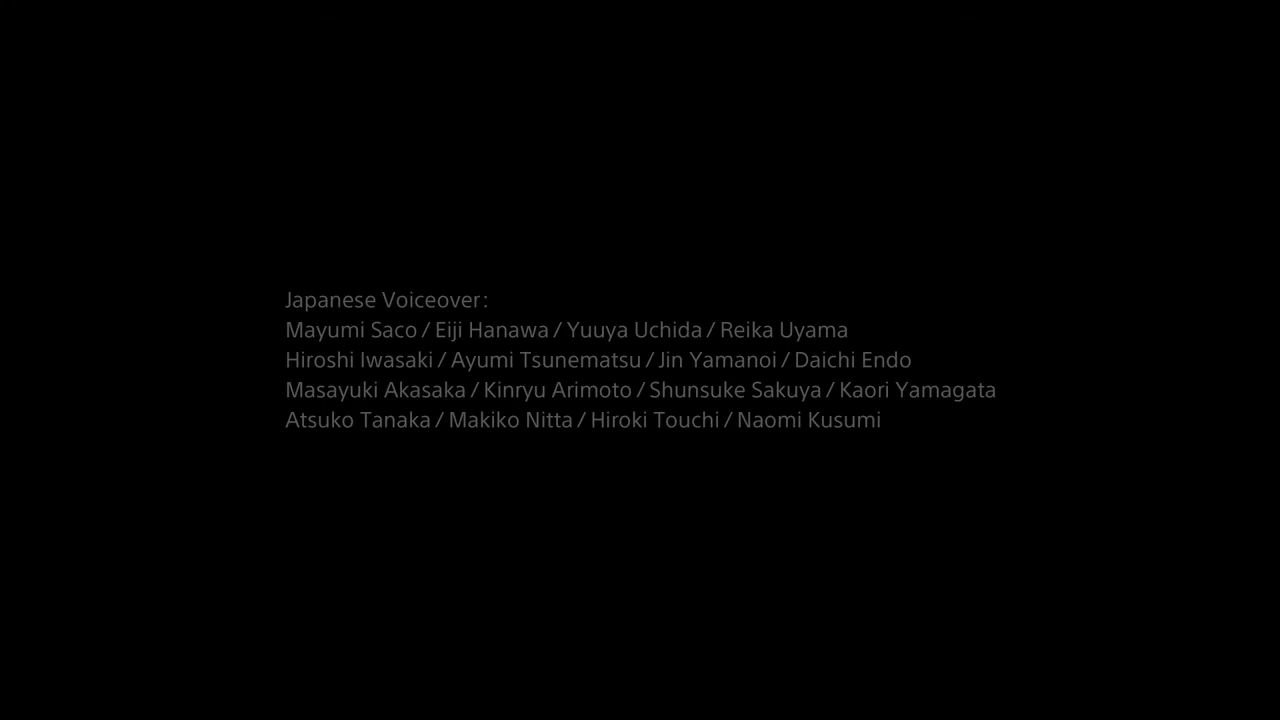 Japanese Voiceover:
Mayumi Saco / Eiji Hanawa / Yuuya Uchida / Reika Uyama
Hiroshi Iwasaki / Ayumi Tsunematsu / Jin Yamanoi / Daichi Endo
Masayuki Akasaka / Kinryu Arimoto / Shunsuke Sakuya / Kaori Yamagata
Atsuko Tanaka / Makiko Nitta / Hiroki Touchi / Naomi Kusumi